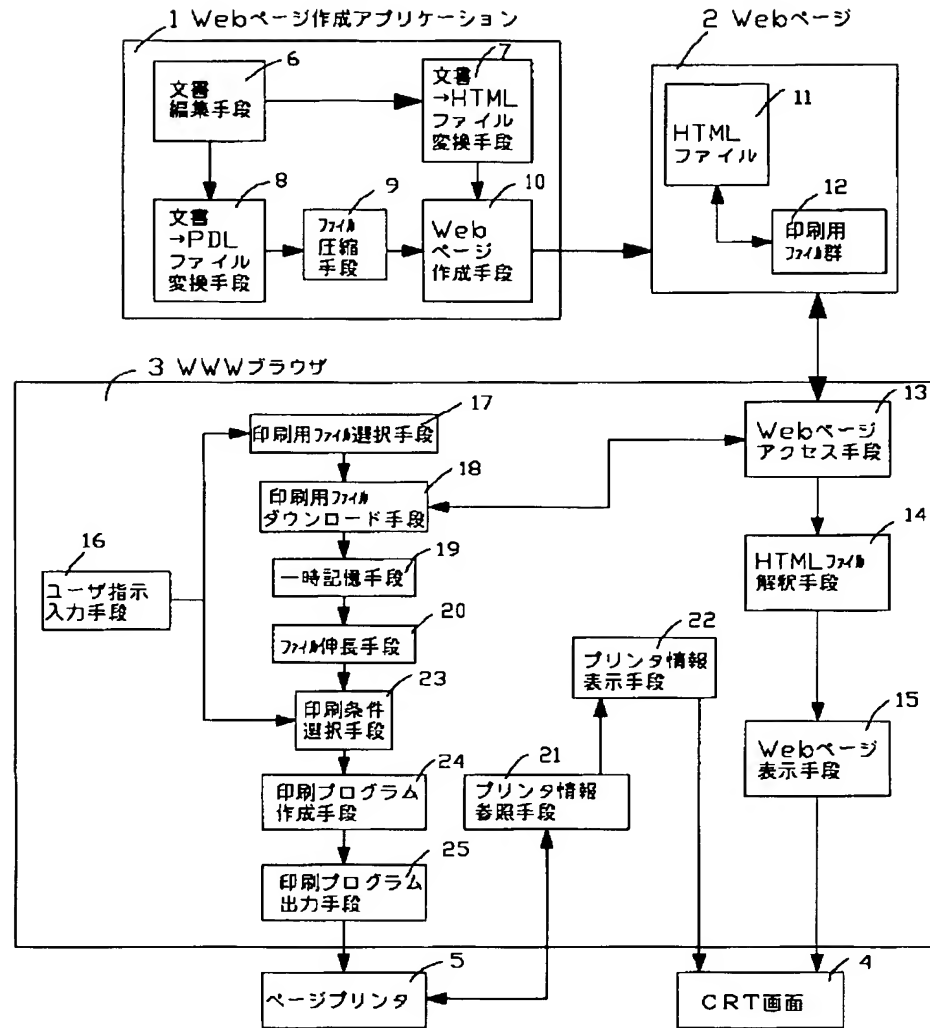 1 Webページ作成アプリケーション
2 Webページ
6
文書
編集手段
7
文書
→HTML
ファイル
変換手段
8
文書
→PDL
ファイル
変換手段
9
ファイル
圧縮
手段
10
Web
ページ
作成手段
11
HTML
ファイル
12
印刷用
ファイル群
3 WWWブラウザ
13
Webページ
アクセス手段
14
HTMLファイル
解釈手段
15
Webページ
表示手段
16
ユーザ指示
入力手段
17
印刷用ファイル選択手段
18
印刷用ファイル
ダウンロード手段
19
一時記憶手段
20
ファイル伸長手段
23
印刷条件
選択手段
24
印刷プログラム
作成手段
25
印刷プログラム
出力手段
21
プリンタ情報
参照手段
22
プリンタ情報
表示手段
5
ページプリンタ
4
CRT画面